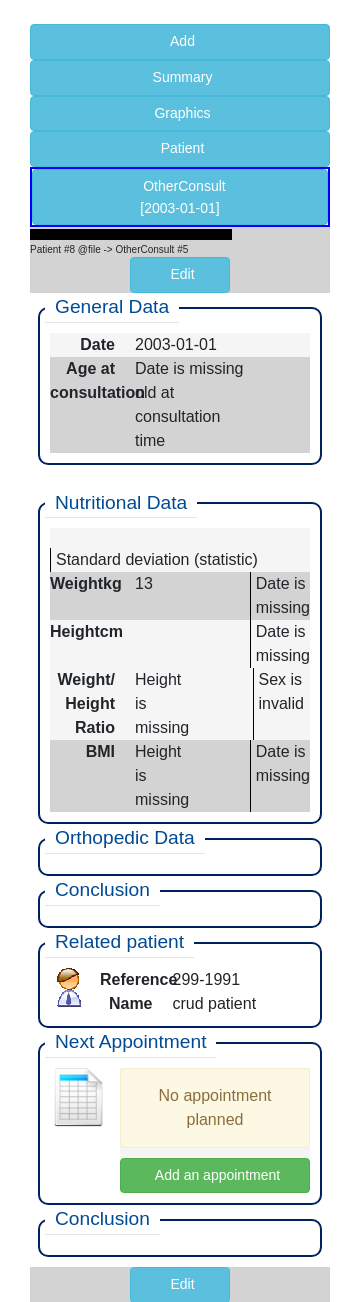 Add
Summary
Graphics
Patient
OtherConsult
[2003-01-01]
Patient #8 @file -> OtherConsult #5
Edit
General Data
Date 2003-01-01
Age at Date is missing
consultation old at
consultation
time
Nutritional Data
Standard deviation (statistic)
Weightkg 13 Date is
missing
Heightcm Date is
missing
Weight/ Height Sex is
Height is invalid
Ratio missing
BMI Height Date is
is missing
missing
Orthopedic Data
Conclusion
Related patient
Reference 299-1991
Name crud patient
Next Appointment
No appointment
planned
Add an appointment
Conclusion
Edit